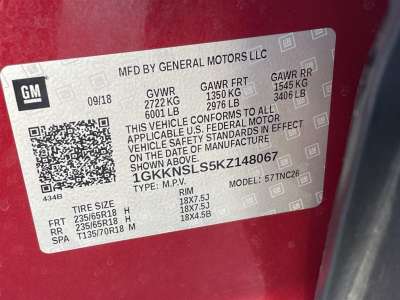 GM
MFD BY GENERAL MOTORS LLC
09/18
GVWR GAWR FRT GAWR RR
2722 KG 1350 KG 1545 KG
6001 LB 2976 LB 3406 LB
THIS VEHICLE CONFORMS TO ALL
APPLICABLE U.S. FEDERAL MOTOR
VEHICLE SAFETY STANDARDS IN EFFECT ON
THE DATE OF MANUFACTURE
1GKKNSLS5KZ148067
TYPE: M.P.V. MODEL: 57TNC26
434B
TIRE SIZE RIM
FRT 235/65R18 H 18X7.5J
RR 235/65R18 H 18X7.5J
SPA T135/70R18 M 18X4.5B